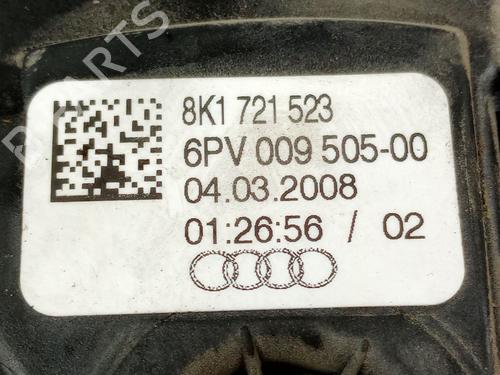 8K1 721 523
6PV 009 505-00
04.03.2008
01:26:56 / 02